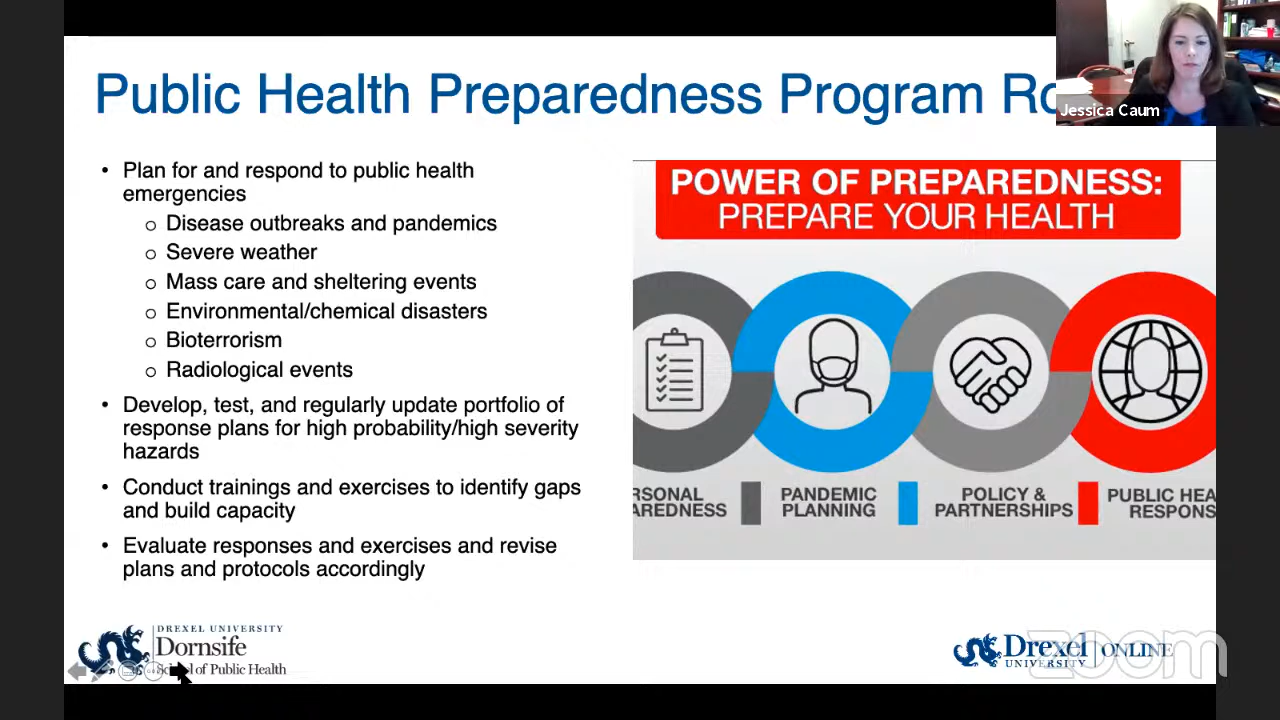 Public Health Preparedness Program Ro
Jessica Caum
• Plan for and respond to public health
emergencies
o Disease outbreaks and pandemics
o Severe weather
o Mass care and sheltering events
o Environmental/chemical disasters
o Bioterrorism
o Radiological events
• Develop, test, and regularly update portfolio of
response plans for high probability/high severity
hazards
• Conduct trainings and exercises to identify gaps
and build capacity
• Evaluate responses and exercises and revise
plans and protocols accordingly
POWER OF PREPAREDNESS:
PREPARE YOUR HEALTH
RSONAL
AREDNESS
PANDEMIC
PLANNING
POLICY &
PARTNERSHIPS
PUBLIC HEA
RESPONS
DREXEL UNIVERSITY
Dornsife
School of Public Health
Drexel
UNIVERSITY
ONLINE
zoom